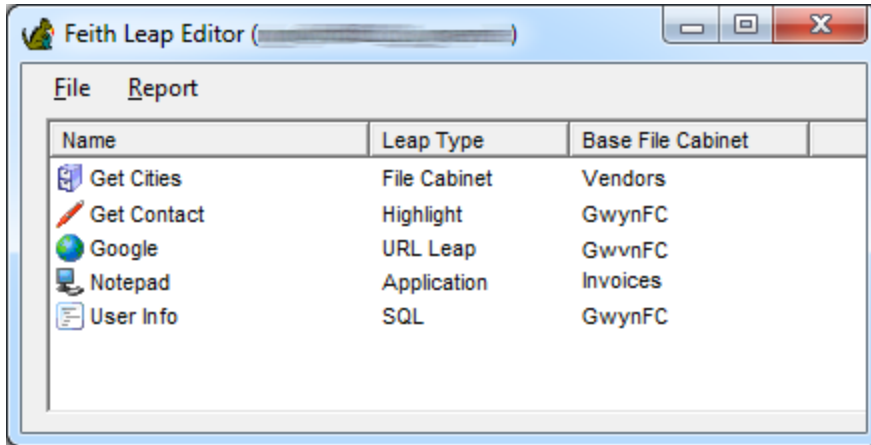 Feith Leap Editor ( )
File Report
Name Leap Type Base File Cabinet
Get Cities File Cabinet Vendors
Get Contact Highlight GwynFC
Google URL Leap GwvnFC
Notepad Application Invoices
User Info SQL GwynFC